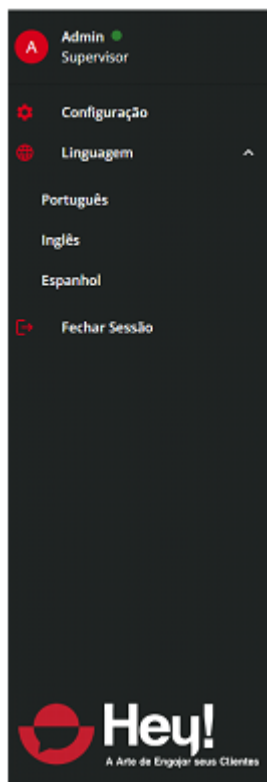 A
Admin
Supervisor
Configuração
Linguagem
Português
Inglês
Espanhol
Fechar Sessão
Hey!
A Arte de Engajar seus Clientes